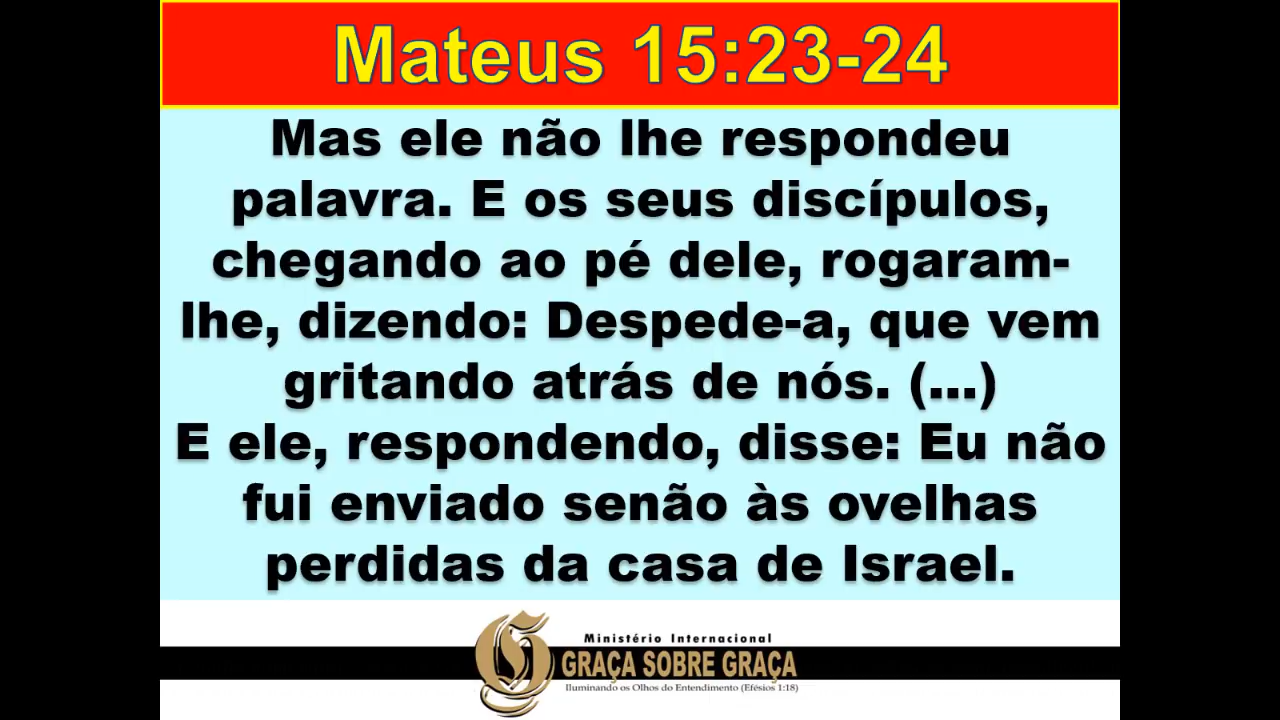 Mateus 15:23-24
Mas ele não lhe respondeu
palavra. E os seus discípulos,
chegando ao pé dele, rogaram-
lhe, dizendo: Despede-a, que vem
gritando atrás de nós. (...)
E ele, respondendo, disse: Eu não
fui enviado senão às ovelhas
perdidas da casa de Israel.
Ministério Internacional
GRAÇA SOBRE GRAÇA
Iluminando os Olhos do Entendimento (Efésios 1:18)